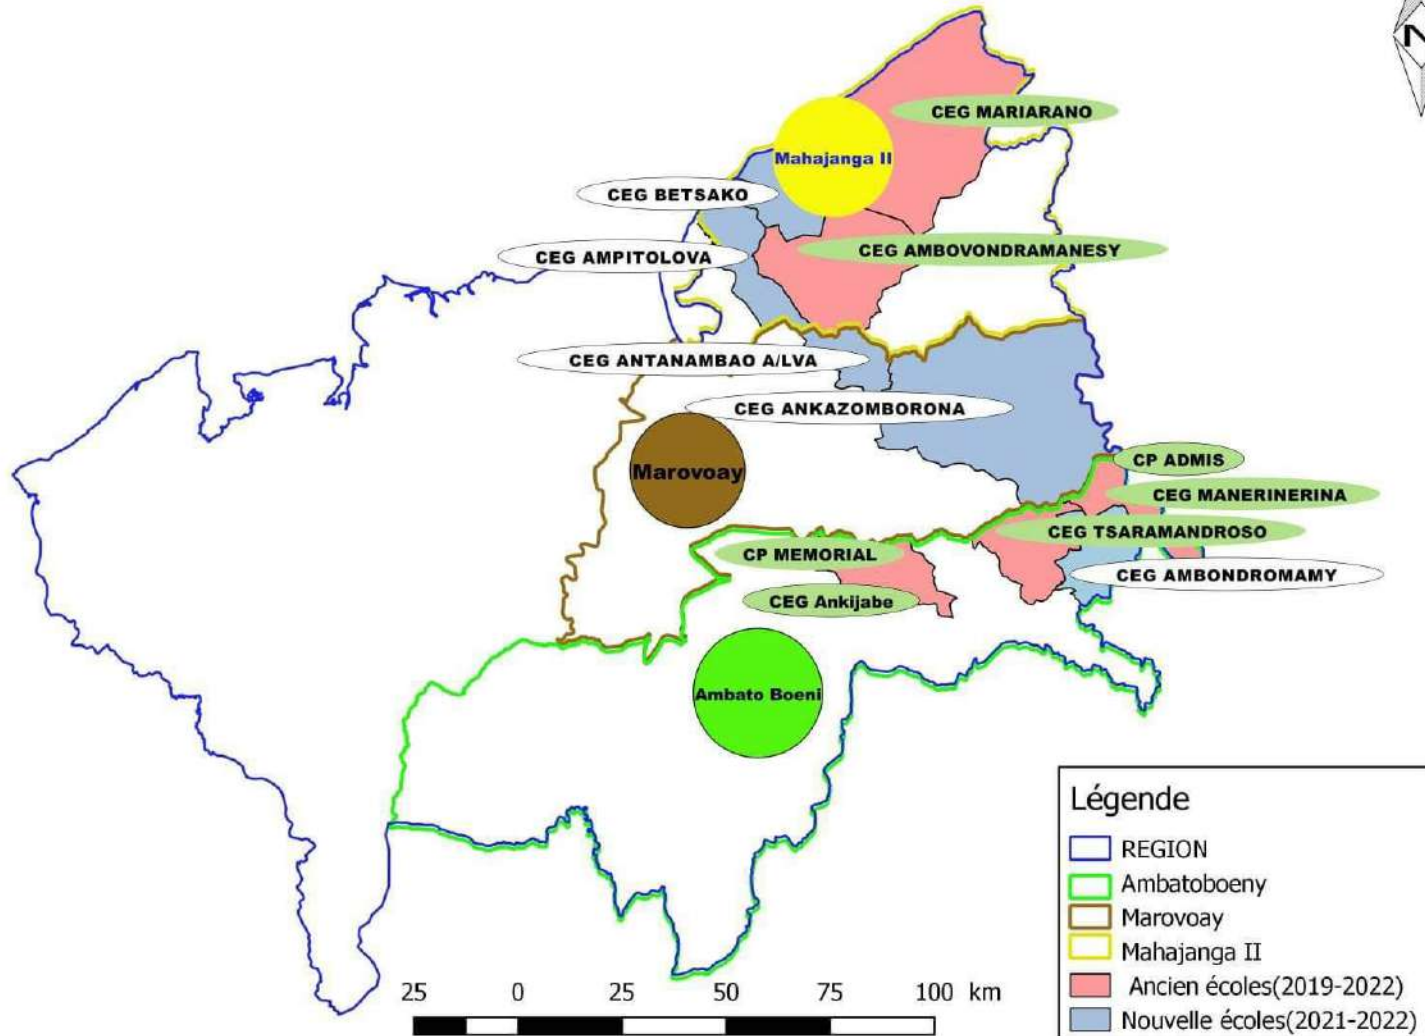 N
CEG MARIARANO
Mahajanga II
CEG BETSAKO
CEG AMBOVONDRAMANESY
CEG AMPITOLOVA
CEG ANTANAMBAO A/LVA
CEG ANKAZOMBORONA
CP ADMIS
Marovoay
CEG MANERINERINA
CEG TSARAMANDROSO
CP MEMORIAL
CEG AMBONDROMAMY
CEG Ankijabe
Ambato Boeni
Légende
REGION
Ambatoboeny
Marovoay
Mahajanga II
Ancien écoles(2019-2022)
Nouvelle écoles(2021-2022)
25 0 25 50 75 100 km